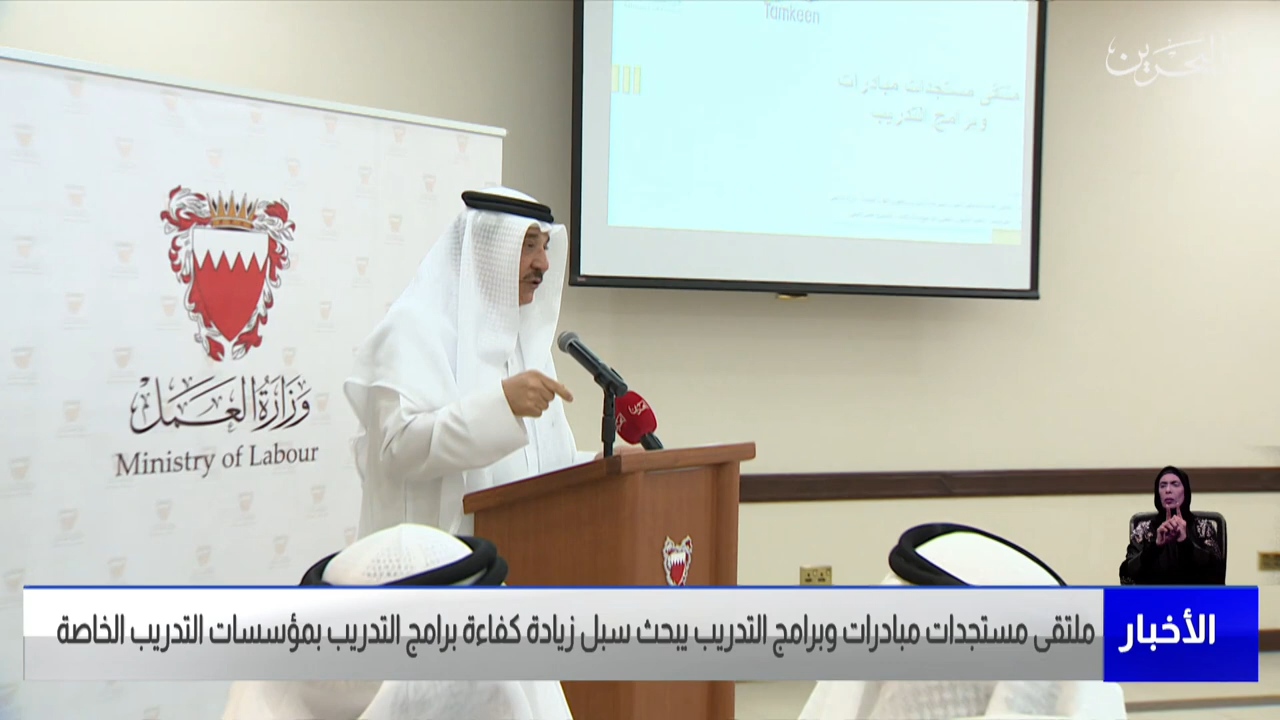 Tamkeen
البحرين
ملتقى مستجدات مبادرات
وبرامج التدريب
وزارة العمل
Ministry of Labour
الأخبار
ملتقى مستجدات مبادرات وبرامج التدريب يبحث سبل زيادة كفاءة برامج التدريب بمؤسسات التدريب الخاصة